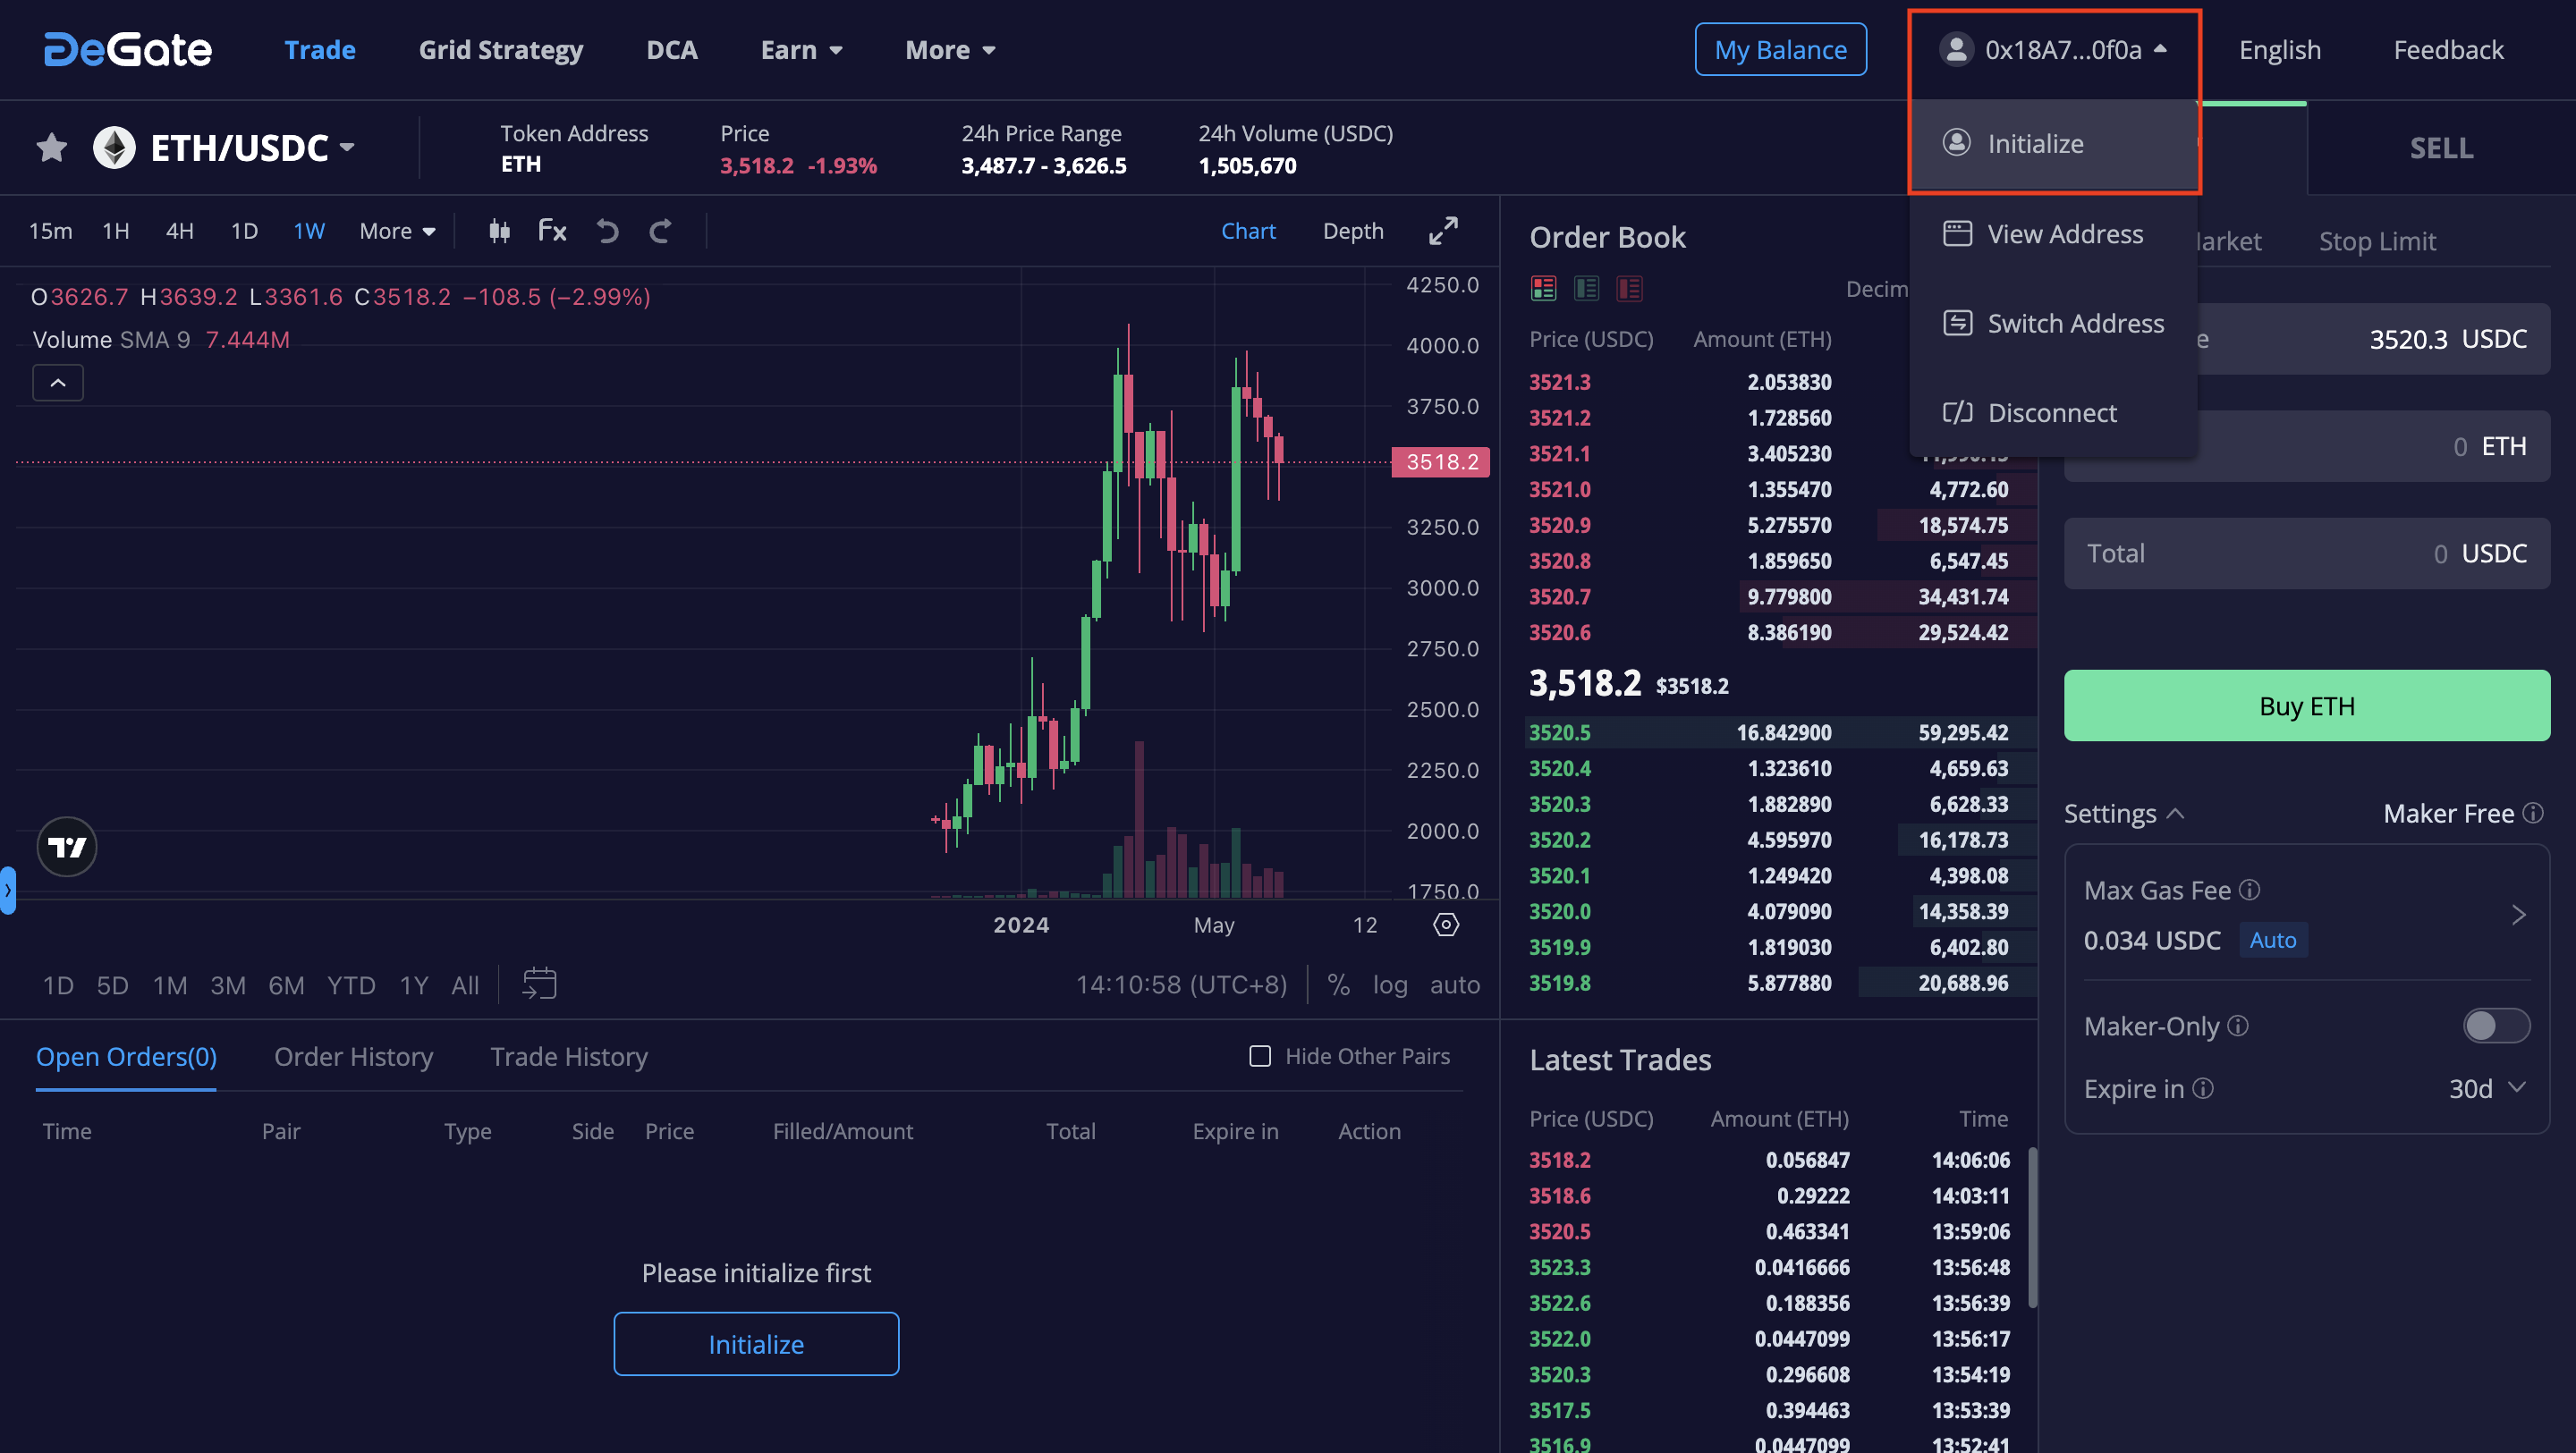 DeGate Trade Grid Strategy DCA Earn More My Balance 0x18A7...0f0a English Feedback
ETH/USDC
Token Address
ETH
Price
3,518.2 -1.93%
24h Price Range
3,487.7 - 3,626.5
24h Volume (USDC)
1,505,670
Initialize
View Address
Switch Address
Disconnect
SELL
15m 1H 4H 1D 1W More Fx Chart Depth
O3626.7 H3639.2 L3361.6 C3518.2 −108.5 (−2.99%)
Volume SMA 9 7.444M
4250.0
4000.0
3750.0
3518.2
3250.0
3000.0
2750.0
2500.0
2250.0
2000.0
1750.0
2024 May 12
1D 5D 1M 3M 6M YTD 1Y All 14:10:58 (UTC+8) % log auto
Open Orders(0) Order History Trade History Hide Other Pairs
Time Pair Type Side Price Filled/Amount Total Expire in Action
Please initialize first
Initialize
Order Book
Price (USDC) Amount (ETH)
3521.3 2.053830
3521.2 1.728560
3521.1 3.405230
3521.0 1.355470 4,772.60
3520.9 5.275570 18,574.75
3520.8 1.859650 6,547.45
3520.7 9.779800 34,431.74
3520.6 8.386190 29,524.42
3,518.2 $3518.2
3520.5 16.842900 59,295.42
3520.4 1.323610 4,659.63
3520.3 1.882890 6,628.33
3520.2 4.595970 16,178.73
3520.1 1.249420 4,398.08
3520.0 4.079090 14,358.39
3519.9 1.819030 6,402.80
3519.8 5.877880 20,688.96
Latest Trades
Price (USDC) Amount (ETH) Time
3518.2 0.056847 14:06:06
3518.6 0.29222 14:03:11
3520.5 0.463341 13:59:06
3523.3 0.0416666 13:56:48
3522.6 0.188356 13:56:39
3522.0 0.0447099 13:56:17
3520.3 0.296608 13:54:19
3517.5 0.394463 13:53:39
3516.9 0.0447099 13:52:41
Stop Limit
3520.3 USDC
0 ETH
Total 0 USDC
Buy ETH
Settings Maker Free
Max Gas Fee
0.034 USDC Auto
Maker-Only
Expire in 30d